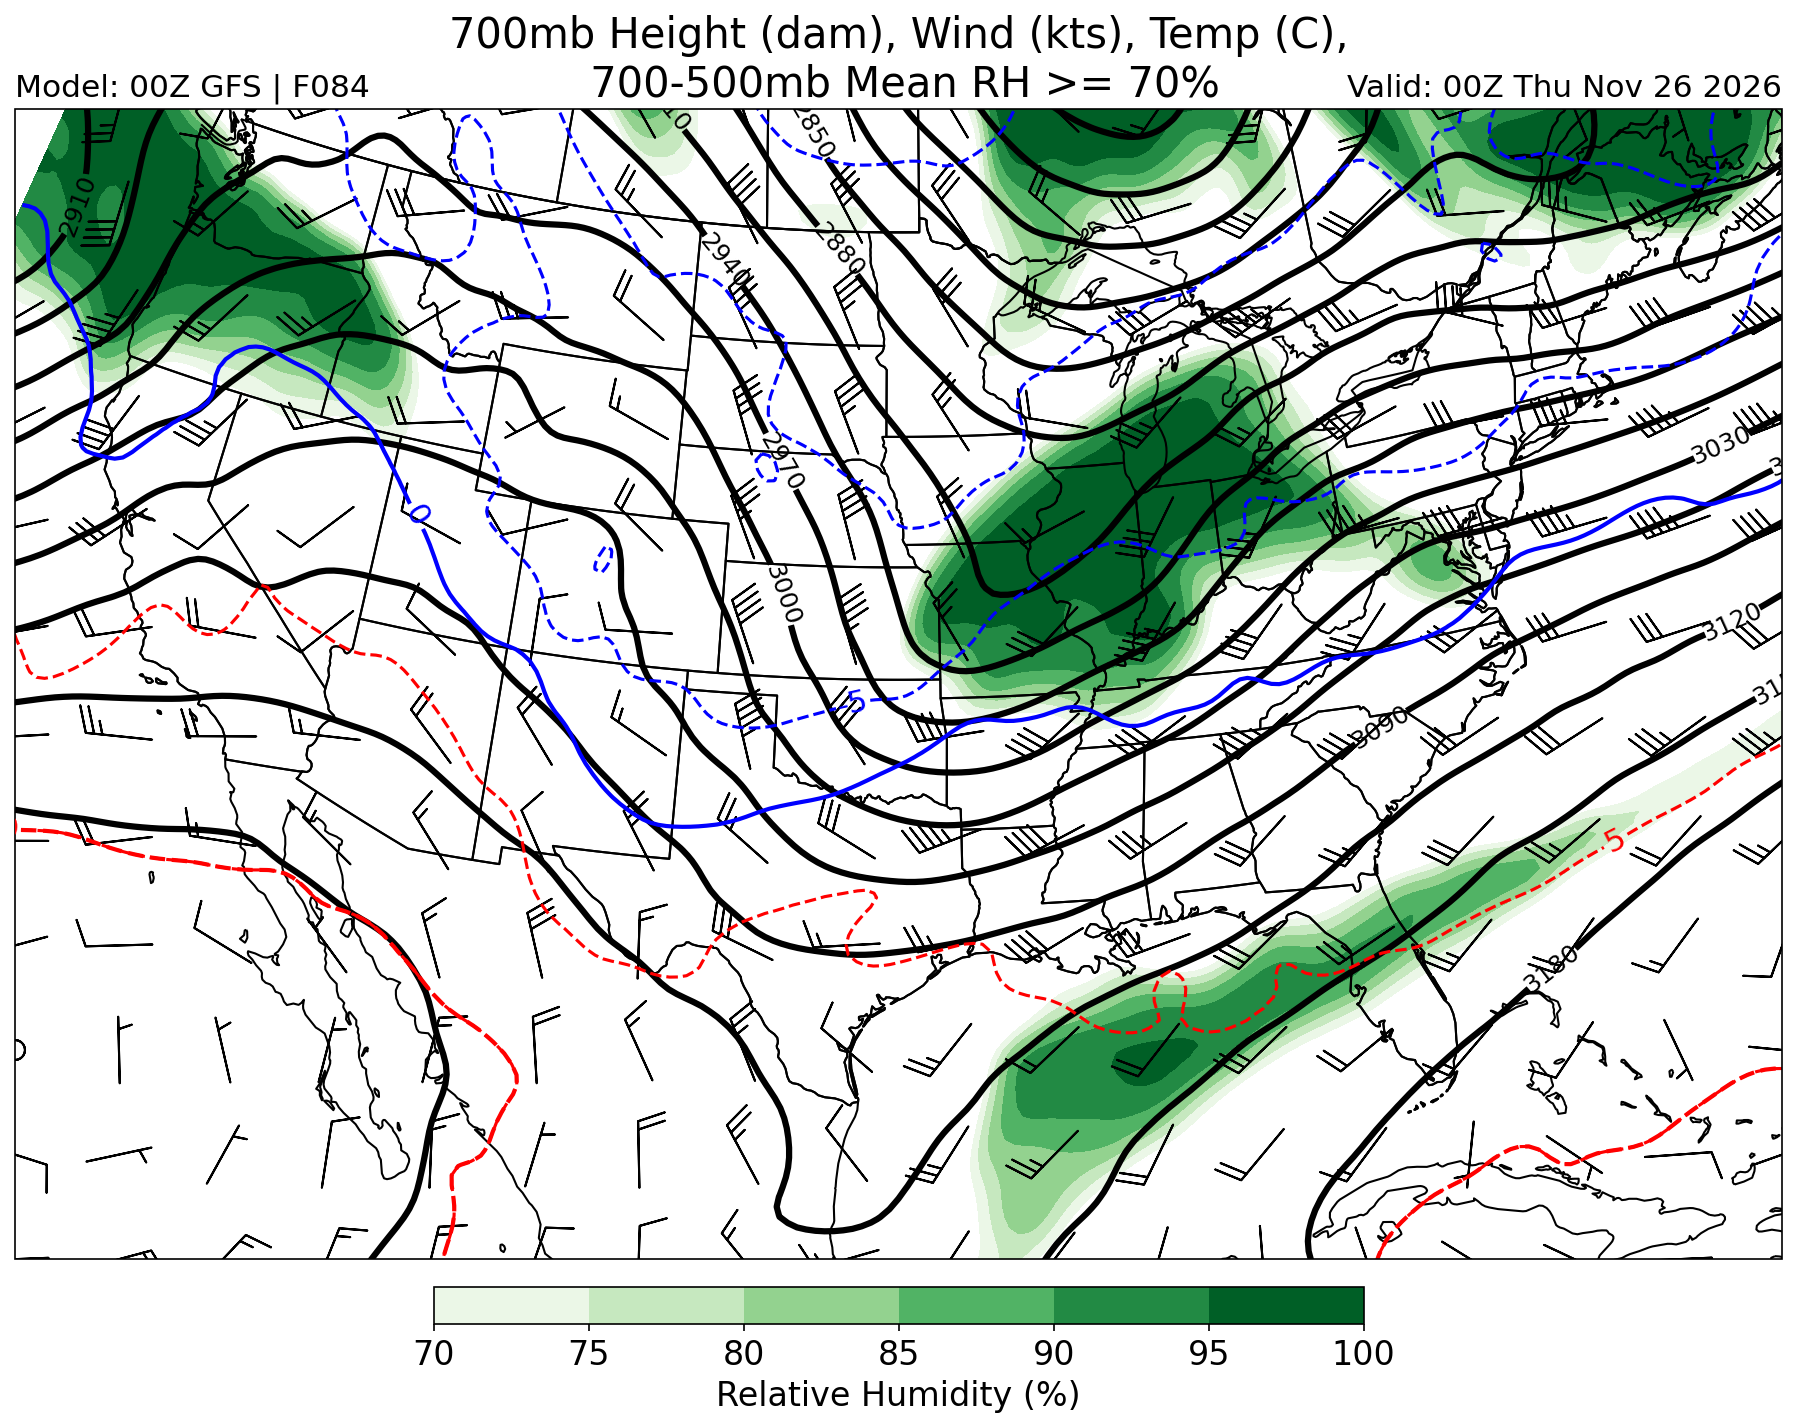 700mb Height (dam), Wind (kts), Temp (C),
700-500mb Mean RH >= 70%
Model: 00Z GFS | F084
Valid: 00Z Thu Nov 26 2026
2850
2910
2880
2940
2970
3000
3030
3120
3090
3180
0
5
5
70 75 80 85 90 95 100
Relative Humidity (%)